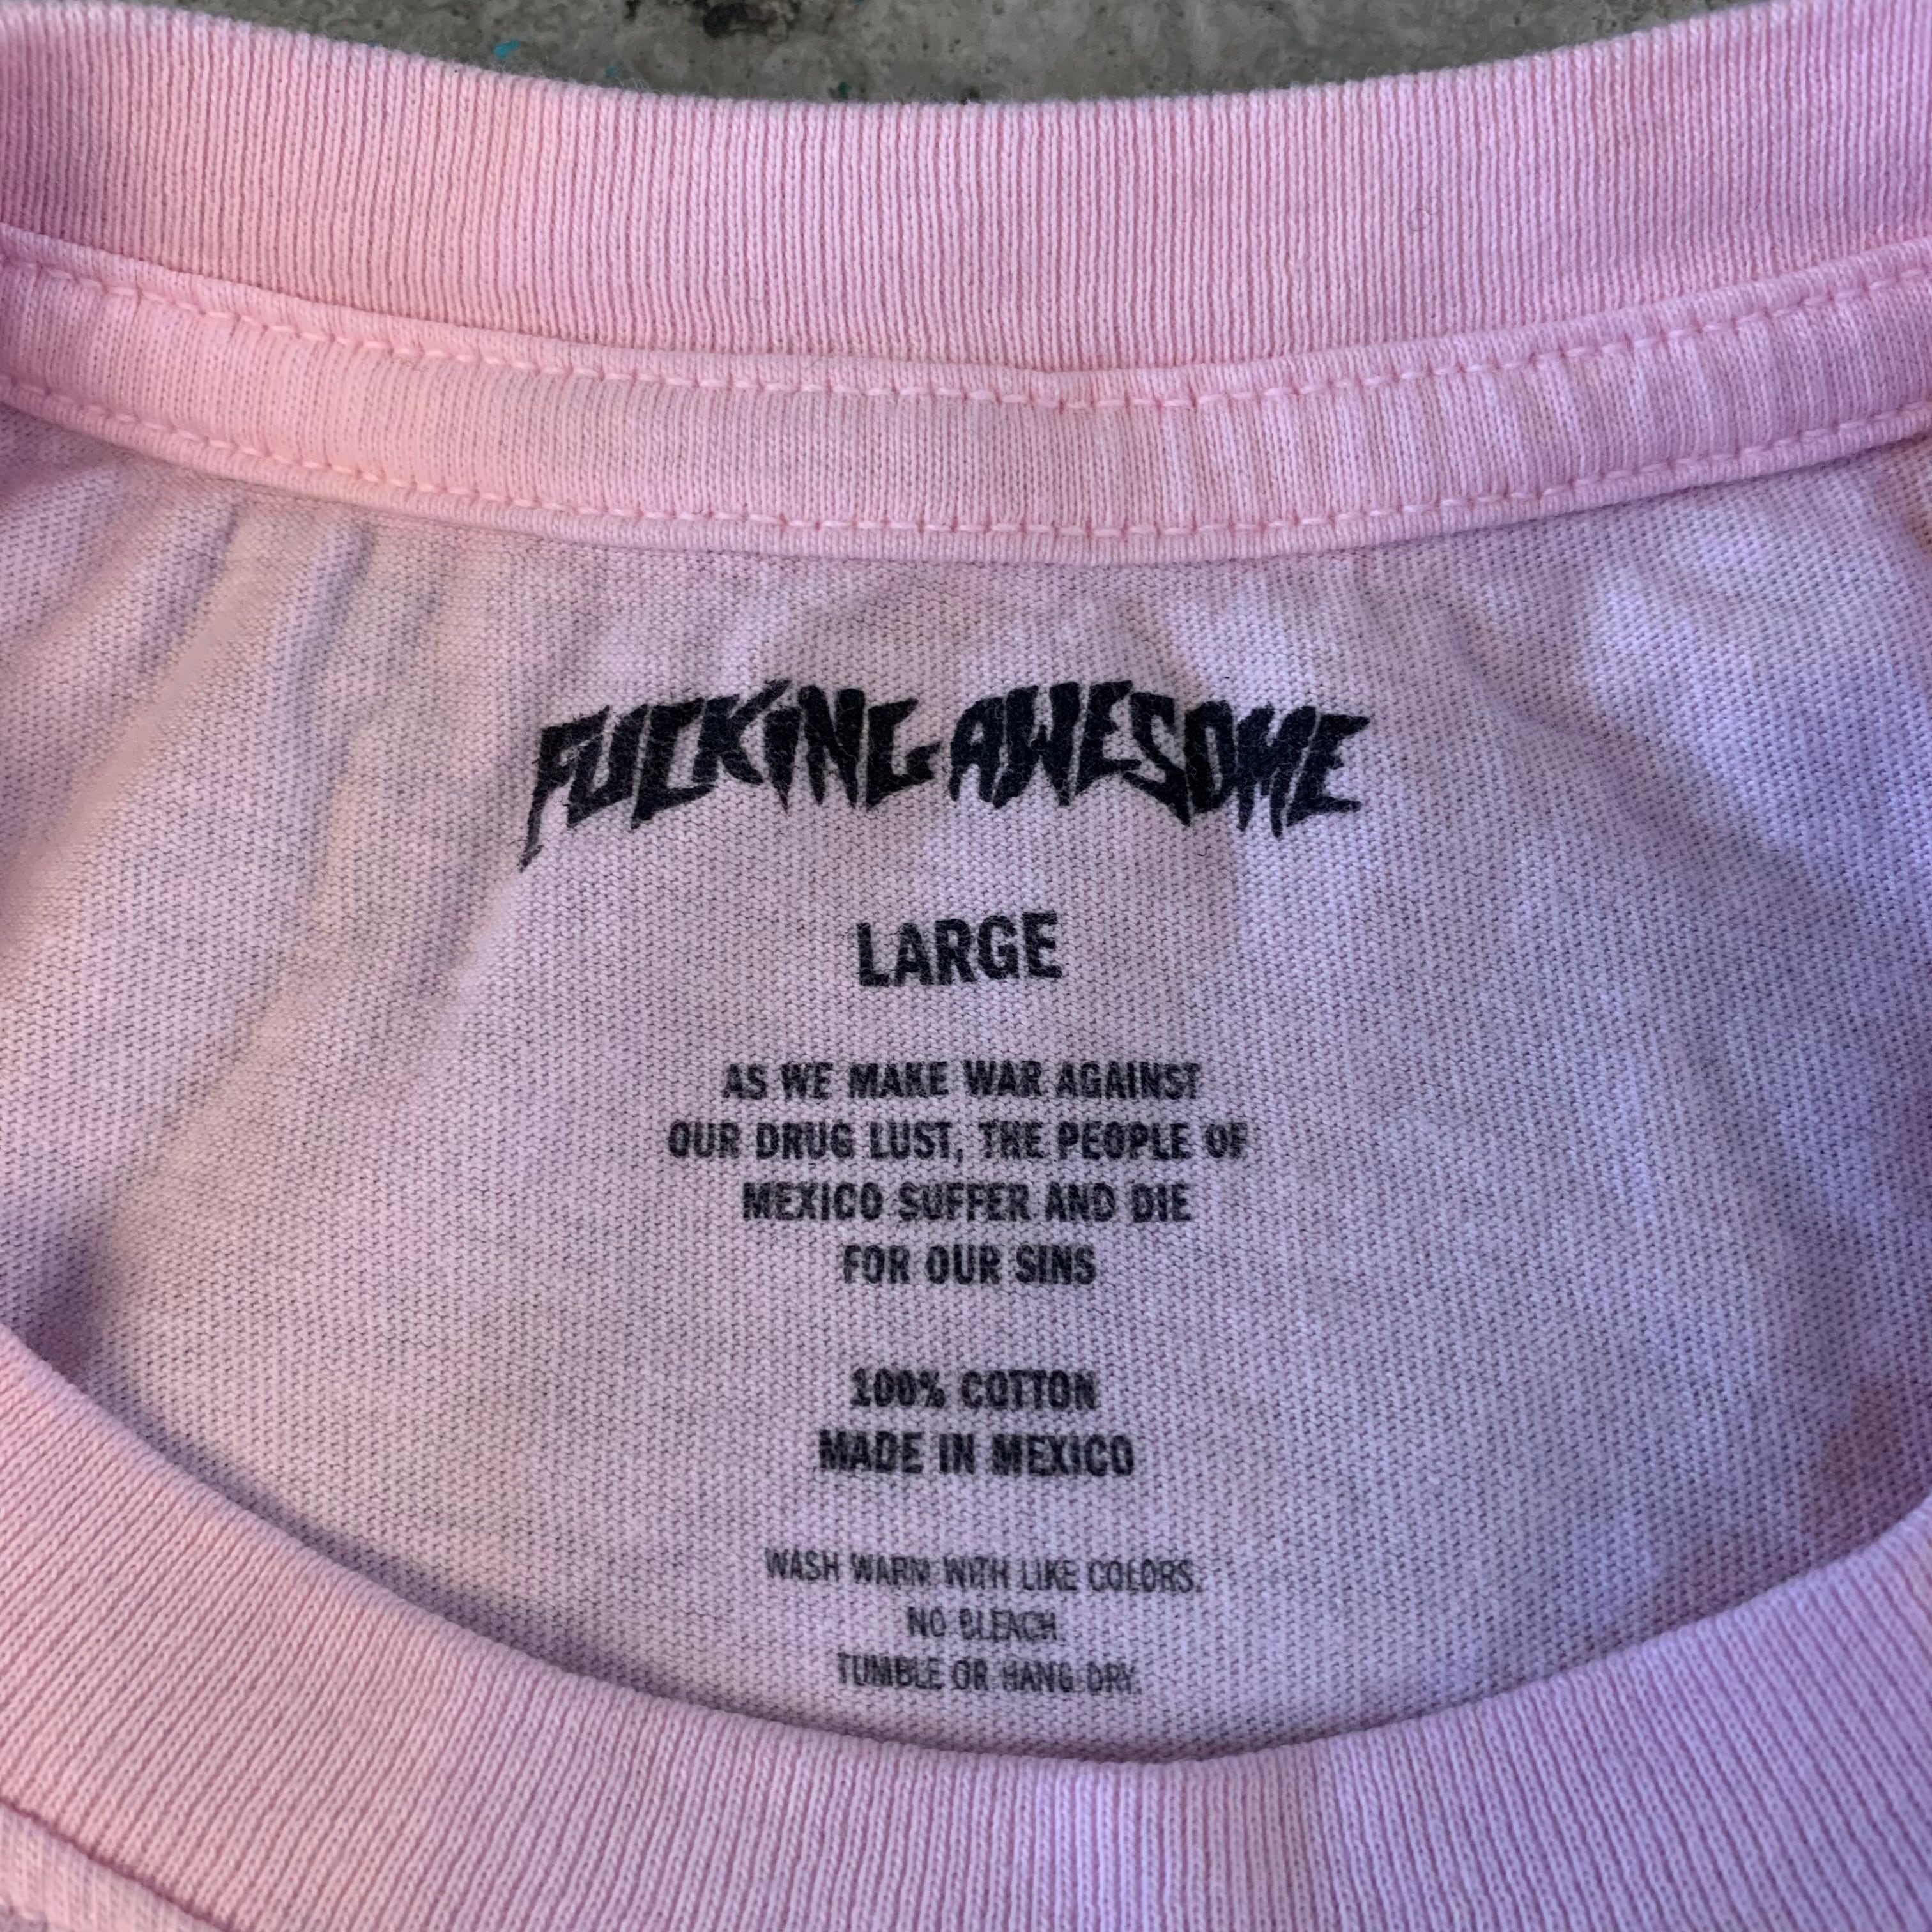 FUCKING AWESOME
LARGE
AS WE MAKE WAR AGAINST
OUR DRUG LUST, THE PEOPLE OF
MEXICO SUFFER AND DIE
FOR OUR SINS
100% COTTON
MADE IN MEXICO
WASH WARM WITH LIKE COLORS.
NO BLEACH.
TUMBLE OR HANG DRY.